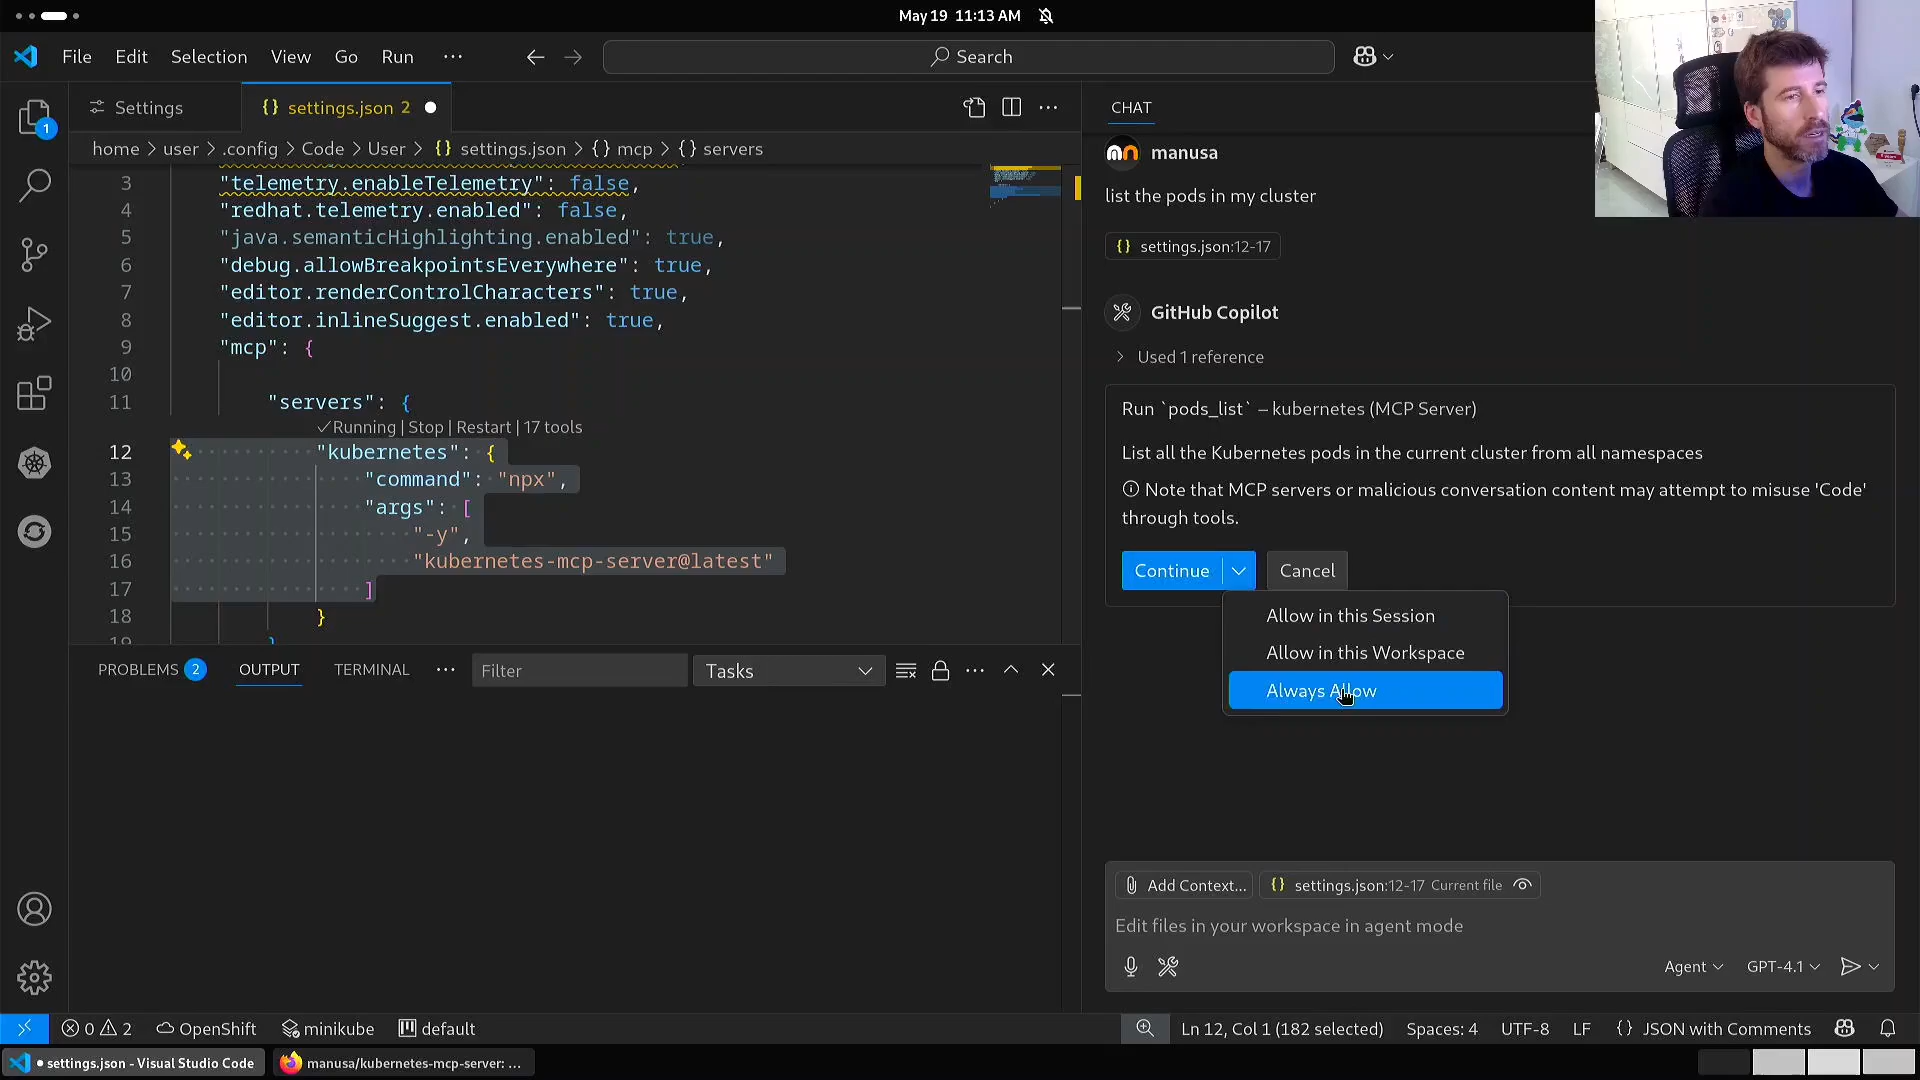 May 19 11:13 AM
File Edit Selection View Go Run ··· Search
Settings
{} settings.json 2
home > user > .config > Code > User > {} settings.json > {} mcp > {} servers
3 "telemetry.enableTelemetry": false,
4 "redhat.telemetry.enabled": false,
5 "java.semanticHighlighting.enabled": true,
6 "debug.allowBreakpointsEverywhere": true,
7 "editor.renderControlCharacters": true,
8 "editor.inlineSuggest.enabled": true,
9 "mcp": {
10
11 "servers": {
✓Running | Stop | Restart | 17 tools
12 "kubernetes": {
13 "command": "npx",
14 "args": [
15 "-y",
16 "kubernetes-mcp-server@latest"
17 ]
18 }
19 }
1
PROBLEMS 2 OUTPUT TERMINAL ··· Filter Tasks
CHAT
mn manusa
list the pods in my cluster
{} settings.json:12-17
GitHub Copilot
> Used 1 reference
Run `pods_list` – kubernetes (MCP Server)
List all the Kubernetes pods in the current cluster from all namespaces
Note that MCP servers or malicious conversation content may attempt to misuse 'Code'
through tools.
Continue Cancel
Allow in this Session
Allow in this Workspace
Always Allow
Add Context... {} settings.json:12-17 Current file
Edit files in your workspace in agent mode
Agent GPT-4.1
0 2 OpenShift minikube default
Ln 12, Col 1 (182 selected) Spaces: 4 UTF-8 LF {} JSON with Comments
• settings.json - Visual Studio Code
manusa/kubernetes-mcp-server: ...